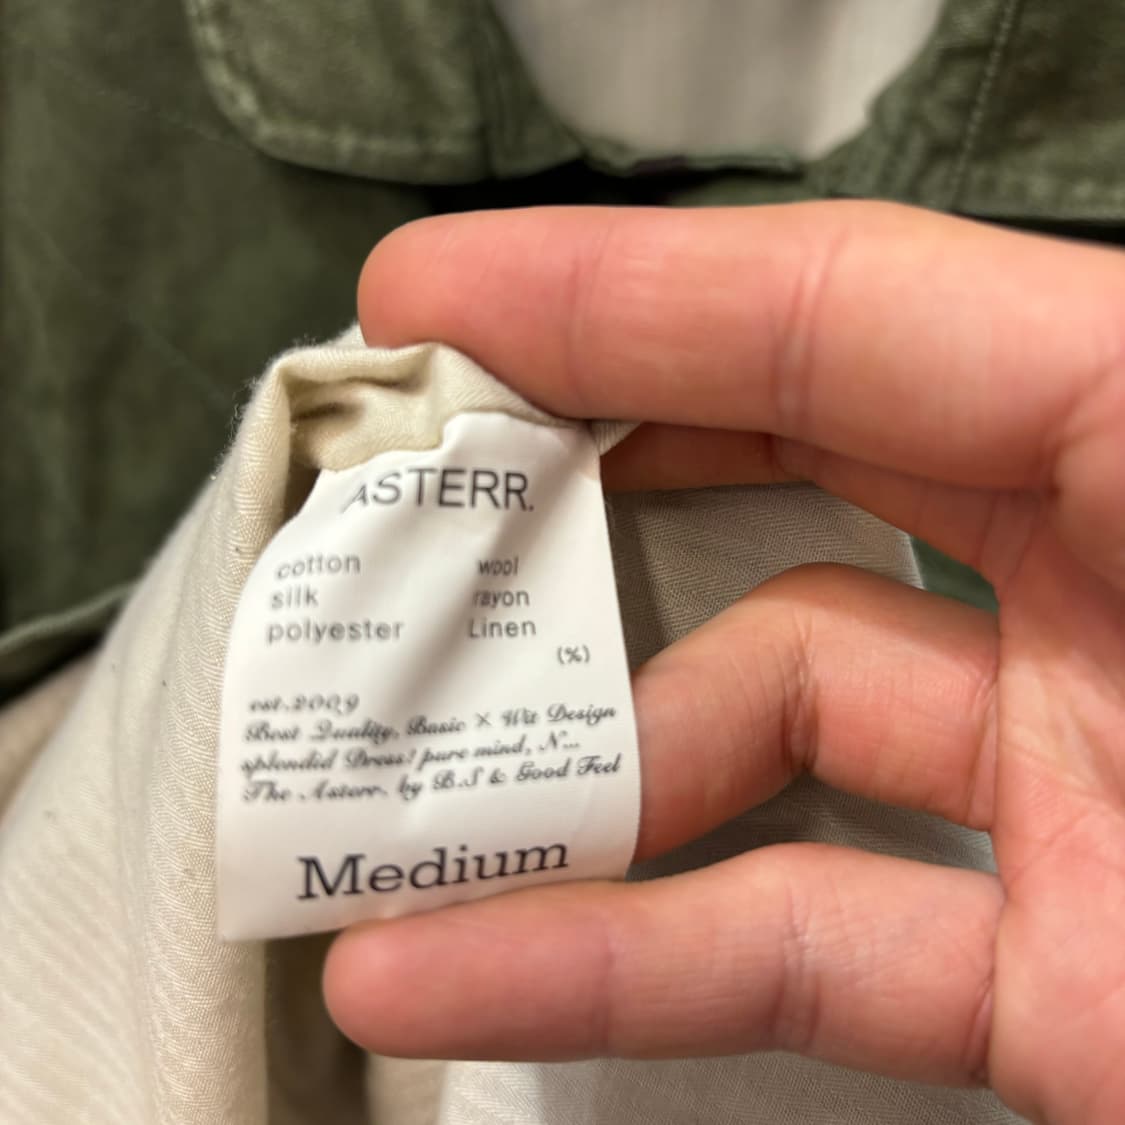 ASTERR.
cotton wool
silk rayon
polyester Linen
(%)
est.2009
Best Quality, Basic × Wit Design
splendid Dress! pure mind, N...
The Asterr. by B.S & Good Feel
Medium